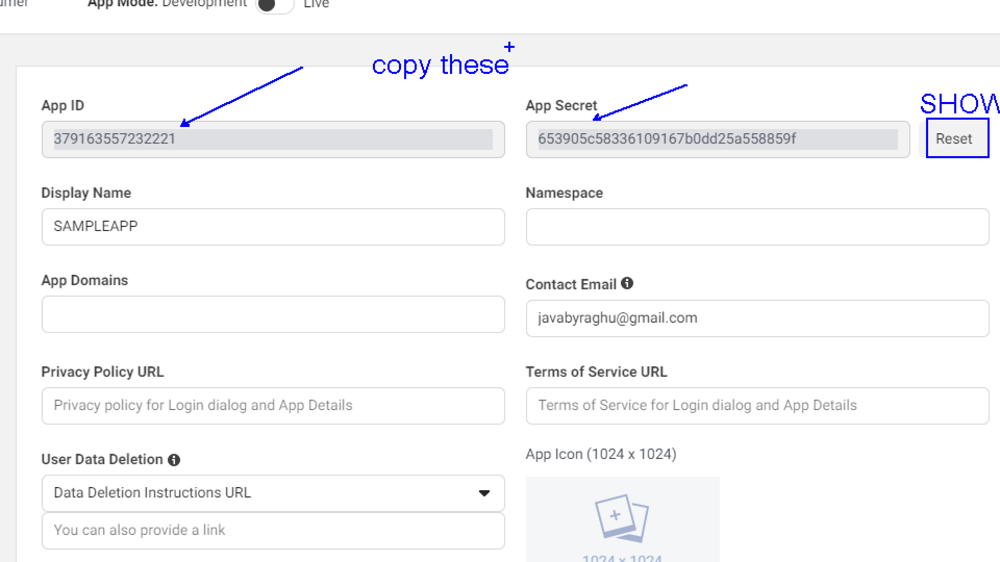 umer App Mode: Development Live
copy these
App ID
379163557232221
App Secret
653905c58336109167b0dd25a558859f
SHOW
Reset
Display Name
SAMPLEAPP
Namespace
App Domains
Contact Email
javabyraghu@gmail.com
Privacy Policy URL
Privacy policy for Login dialog and App Details
Terms of Service URL
Terms of Service for Login dialog and App Details
User Data Deletion
Data Deletion Instructions URL
You can also provide a link
App Icon (1024 x 1024)
1024 x 1024